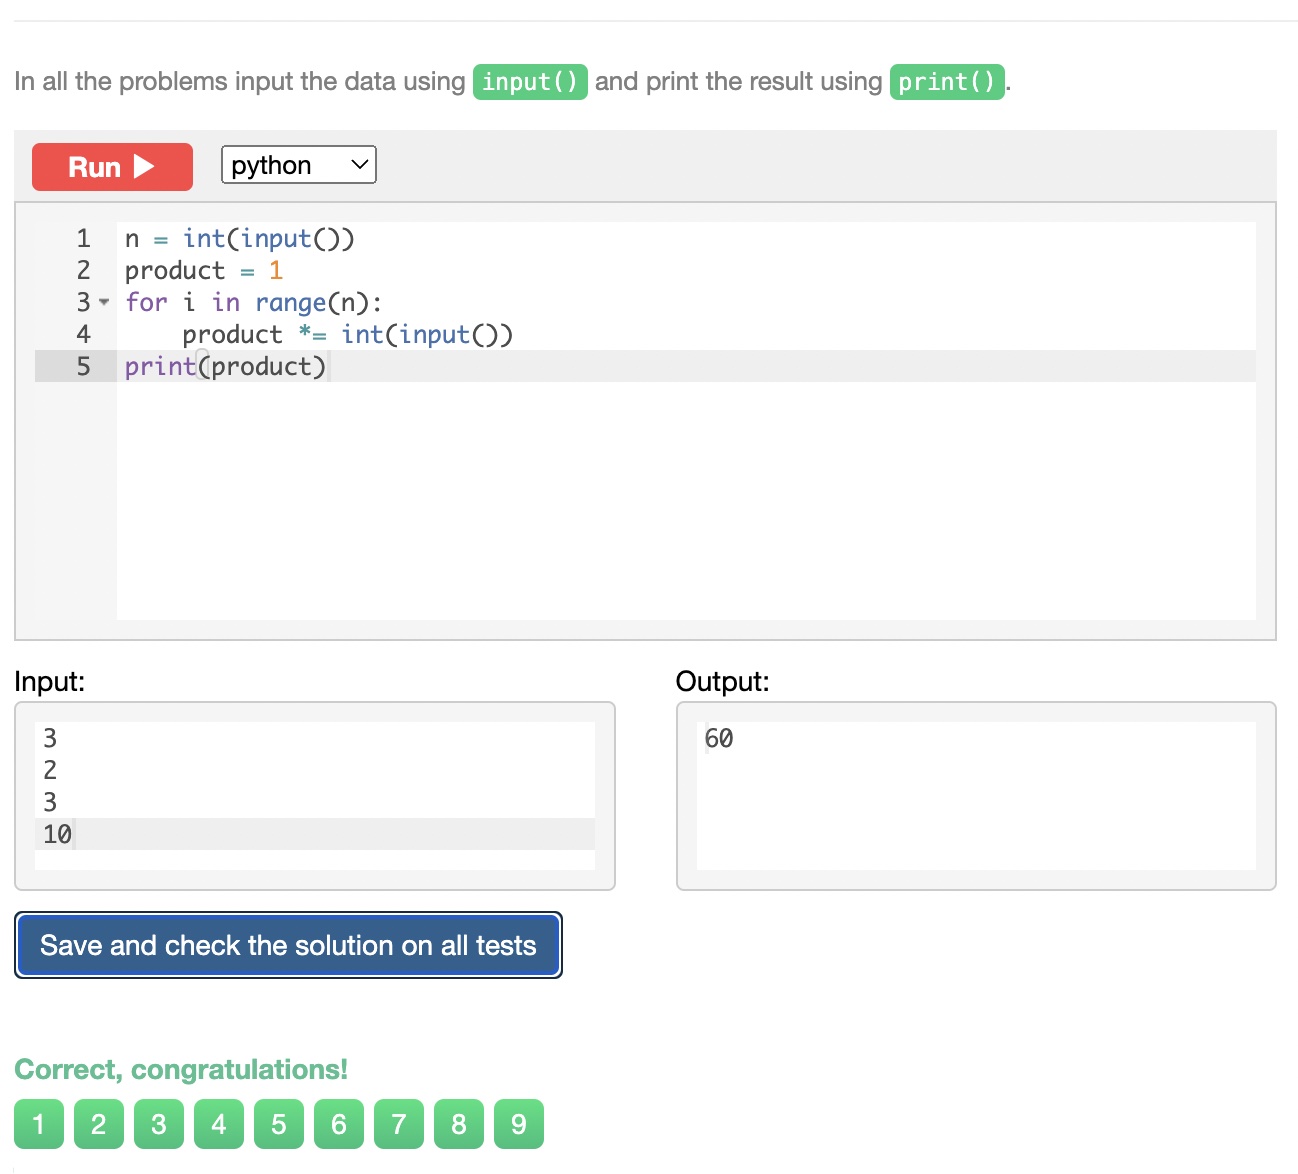 In all the problems input the data using input() and print the result using print().
Run python
1 n = int(input())
2 product = 1
3 for i in range(n):
4     product *= int(input())
5 print(product)
Input: Output:
3 60
2
3
10
Save and check the solution on all tests
Correct, congratulations!
1 2 3 4 5 6 7 8 9